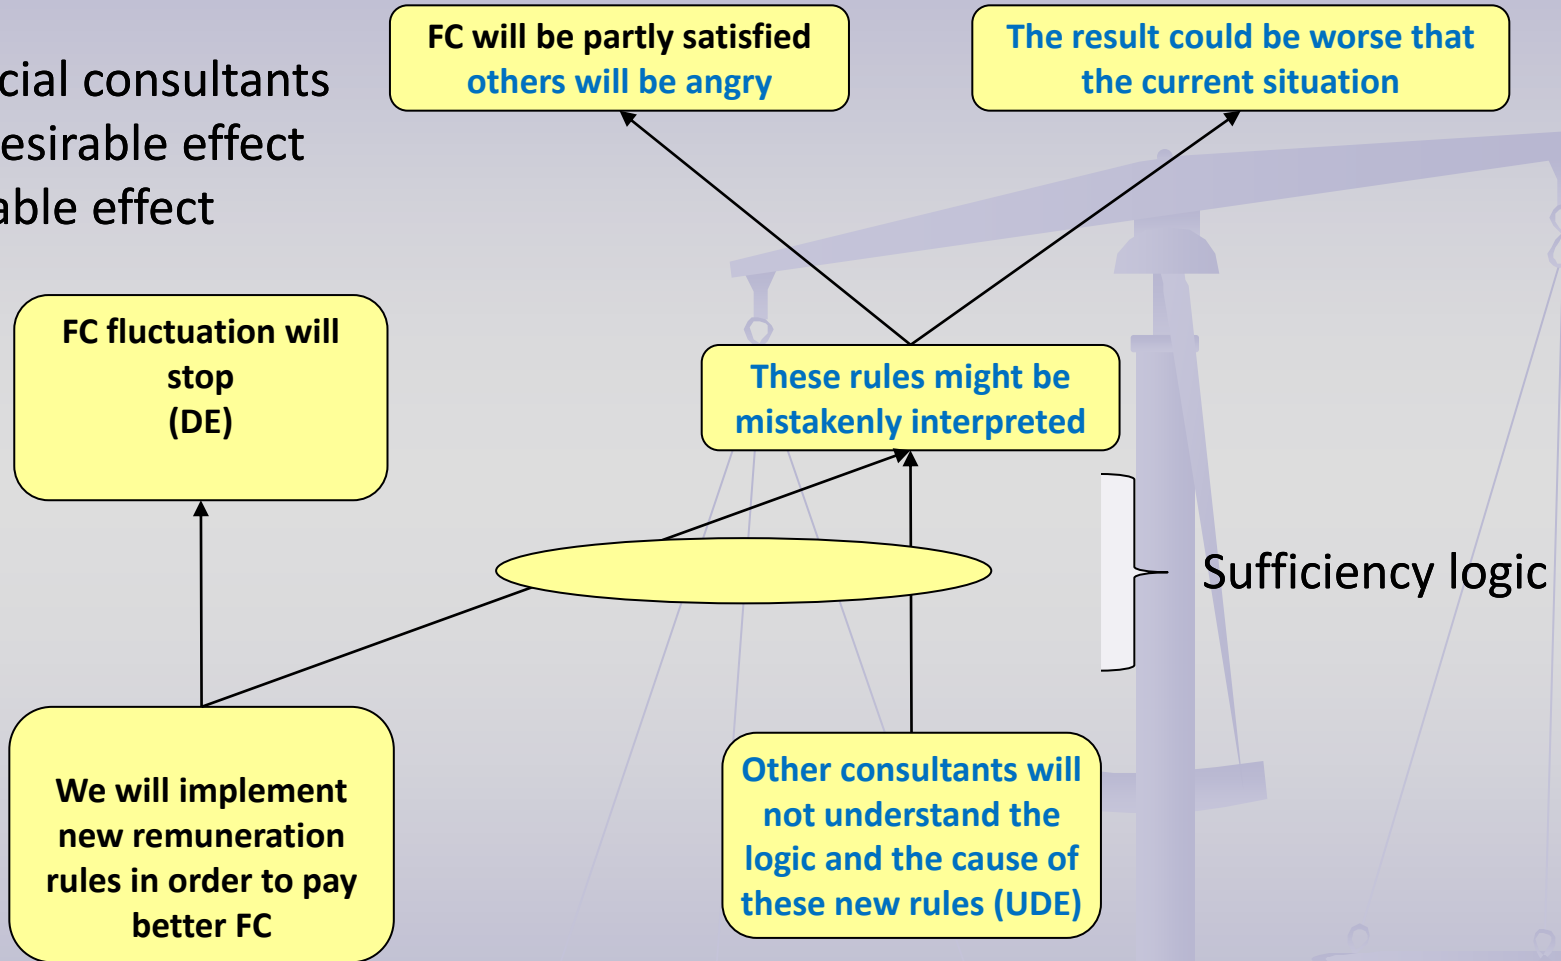 cial consultants
esirable effect
able effect
FC will be partly satisfied
others will be angry
The result could be worse that
the current situation
FC fluctuation will
stop
(DE)
These rules might be
mistakenly interpreted
Sufficiency logic
We will implement
new remuneration
rules in order to pay
better FC
Other consultants will
not understand the
logic and the cause of
these new rules (UDE)